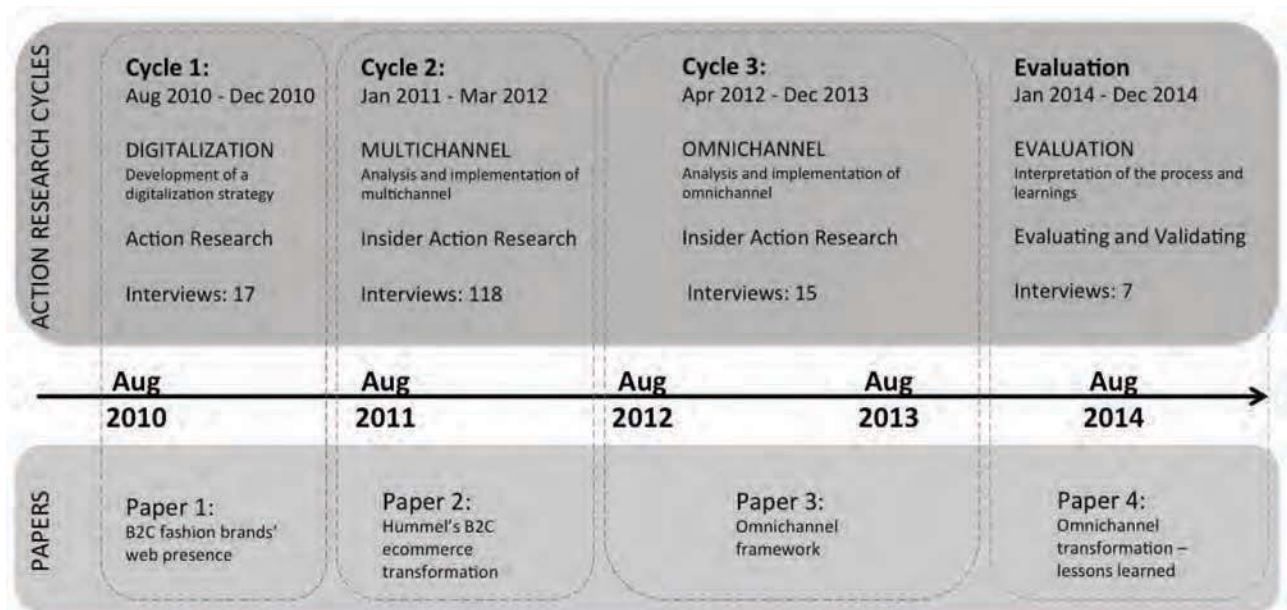 ACTION RESEARCH CYCLES
Cycle 1:
Aug 2010 - Dec 2010
DIGITALIZATION
Development of a
digitalization strategy
Action Research
Interviews: 17
Cycle 2:
Jan 2011 - Mar 2012
MULTICHANNEL
Analysis and implementation of
multichannel
Insider Action Research
Interviews: 118
Cycle 3:
Apr 2012 - Dec 2013
OMNICHANNEL
Analysis and implementation of
omnichannel
Insider Action Research
Interviews: 15
Evaluation
Jan 2014 - Dec 2014
EVALUATION
Interpretation of the process and
learnings
Evaluating and Validating
Interviews: 7
Aug
2010
Aug
2011
Aug
2012
Aug
2013
Aug
2014
PAPERS
Paper 1:
B2C fashion brands'
web presence
Paper 2:
Hummel's B2C
ecommerce
transformation
Paper 3:
Omnichannel
framework
Paper 4:
Omnichannel
transformation –
lessons learned